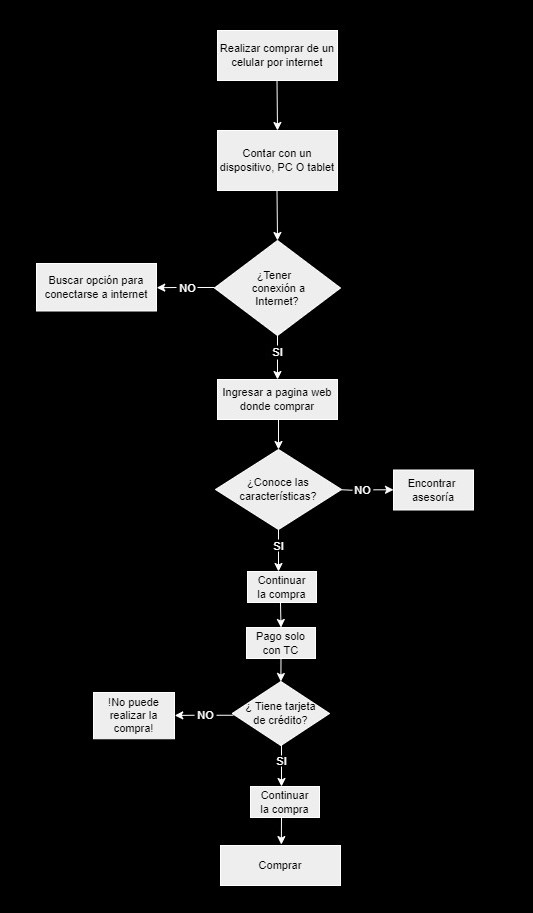 Realizar comprar de un
celular por internet
Contar con un
dispositivo, PC O tablet
¿Tener
conexión a
Internet?
NO
Buscar opción para
conectarse a internet
SI
Ingresar a pagina web
donde comprar
¿Conoce las
características?
NO
Encontrar
asesoría
SI
Continuar
la compra
Pago solo
con TC
¿ Tiene tarjeta
de crédito?
NO
!No puede
realizar la
compra!
SI
Continuar
la compra
Comprar